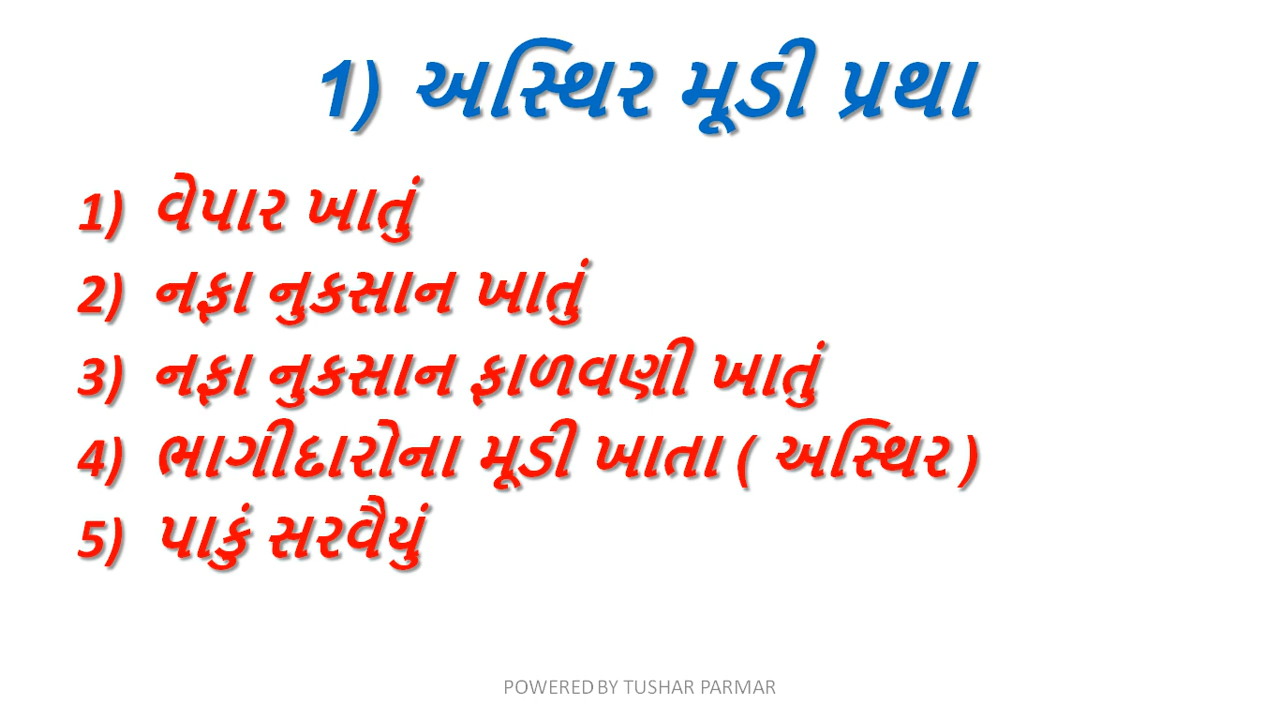 1) અસ્થિર મૂડી પ્રથા
1) વેપાર ખાતું
2) નફા નુકસાન ખાતું
3) નફા નુકસાન ફાળવણી ખાતું
4) ભાગીદારોના મૂડી ખાતા ( અસ્થિર )
5) પાકું સરવૈયું
POWERED BY TUSHAR PARMAR